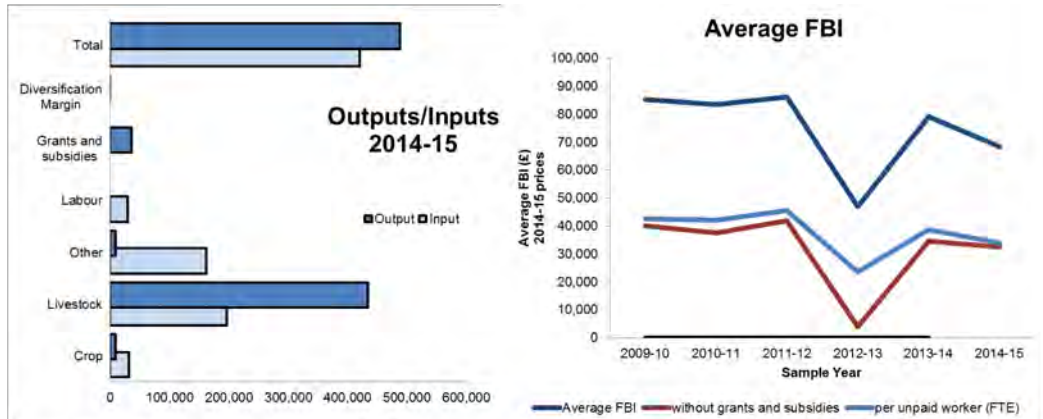 Total
Diversification
Margin
Grants and
subsidies
Labour
Other
Livestock
Crop
Outputs/Inputs
2014-15
Output Input
0 100,000 200,000 300,000 400,000 500,000 600,000
Average FBI
Average FBI (£)
2014-15 prices
100,000
90,000
80,000
70,000
60,000
50,000
40,000
30,000
20,000
10,000
0
2009-10 2010-11 2011-12 2012-13 2013-14 2014-15
Sample Year
Average FBI without grants and subsidies per unpaid worker (FTE)